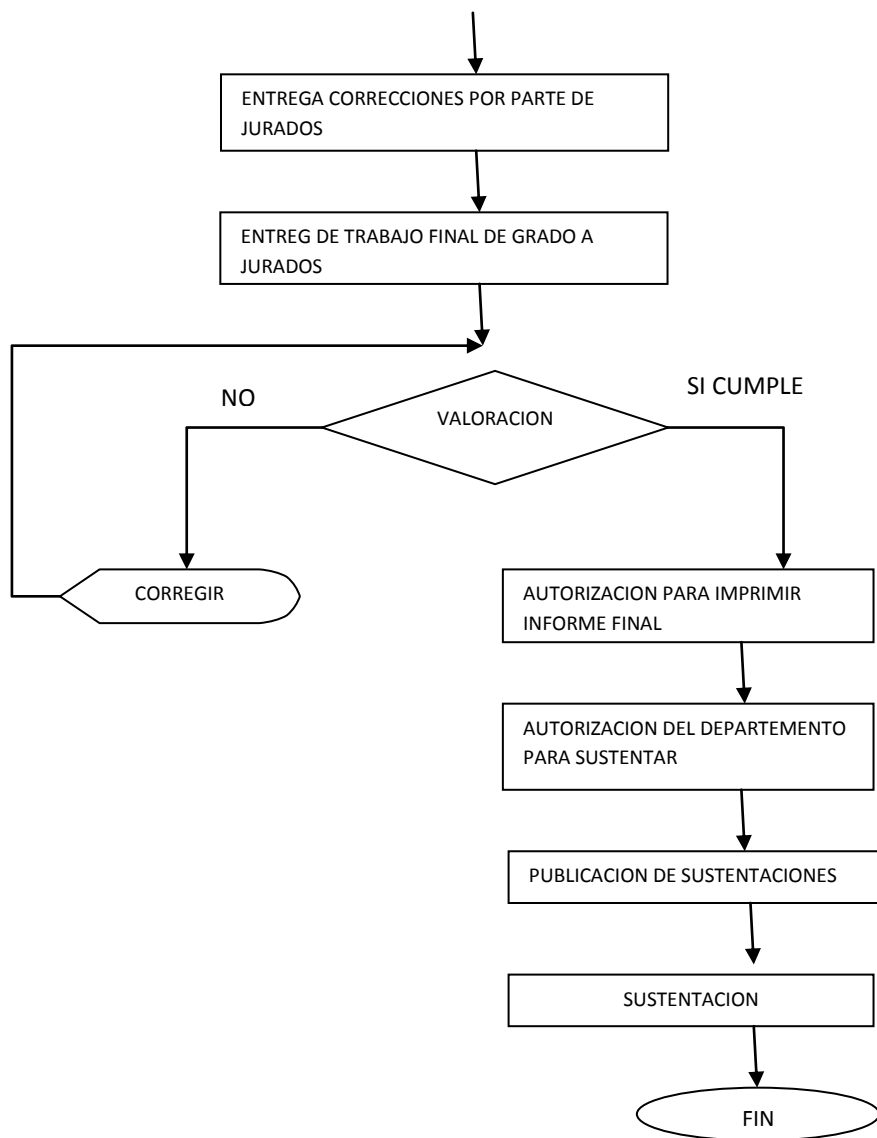 ENTREGA CORRECCIONES POR PARTE DE
JURADOS
ENTREG DE TRABAJO FINAL DE GRADO A
JURADOS
NO
SI CUMPLE
VALORACION
CORREGIR
AUTORIZACION PARA IMPRIMIR
INFORME FINAL
AUTORIZACION DEL DEPARTEMENTO
PARA SUSTENTAR
PUBLICACION DE SUSTENTACIONES
SUSTENTACION
FIN